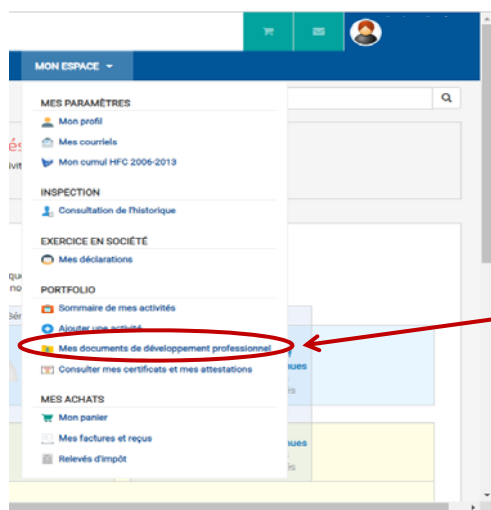 MON ESPACE
MES PARAMÈTRES
Mon profil
Mes courriels
Mon cumul HFC 2006-2013
INSPECTION
Consultation de l'historique
EXERCICE EN SOCIÉTÉ
Mes déclarations
PORTFOLIO
Sommaire de mes activités
Ajouter une activité
Mes documents de développement professionnel
Consulter mes certificats et mes attestations
MES ACHATS
Mon panier
Mes factures et reçus
Relevés d'impôt